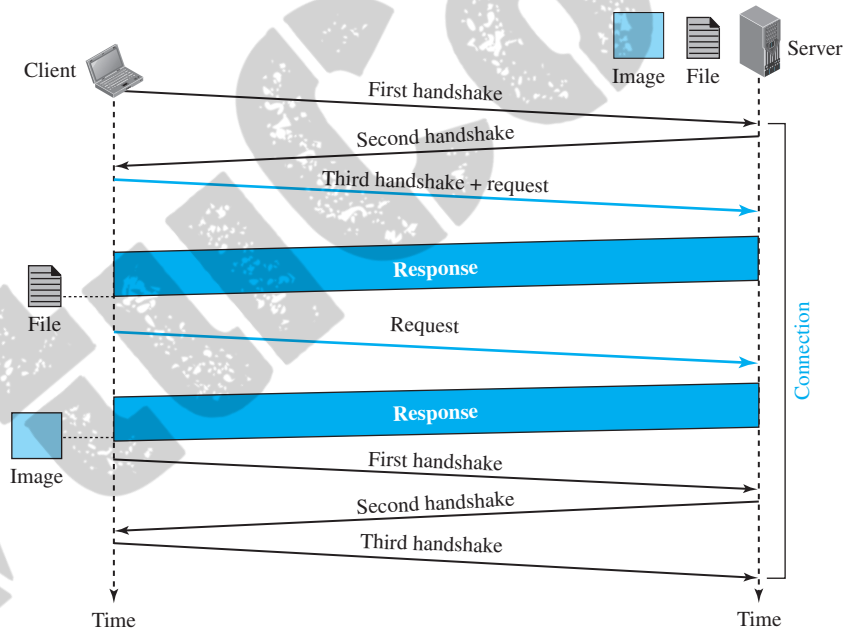 Client
Image
File
Server
First handshake
Second handshake
Third handshake + request
Response
File
Request
Connection
Response
Image
First handshake
Second handshake
Third handshake
Time
Time